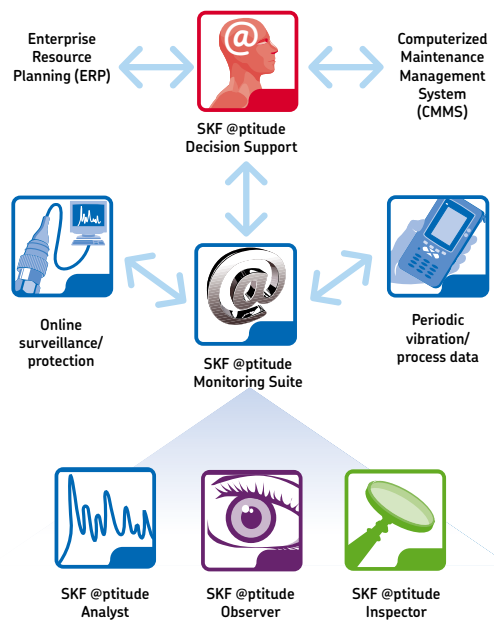 Enterprise
Resource
Planning (ERP)
@
Computerized
Maintenance
Management
System
(CMMS)
SKF @ptitude
Decision Support
@
Online
surveillance/
protection
SKF @ptitude
Monitoring Suite
Periodic
vibration/
process data
SKF @ptitude
Analyst
SKF @ptitude
Observer
SKF @ptitude
Inspector